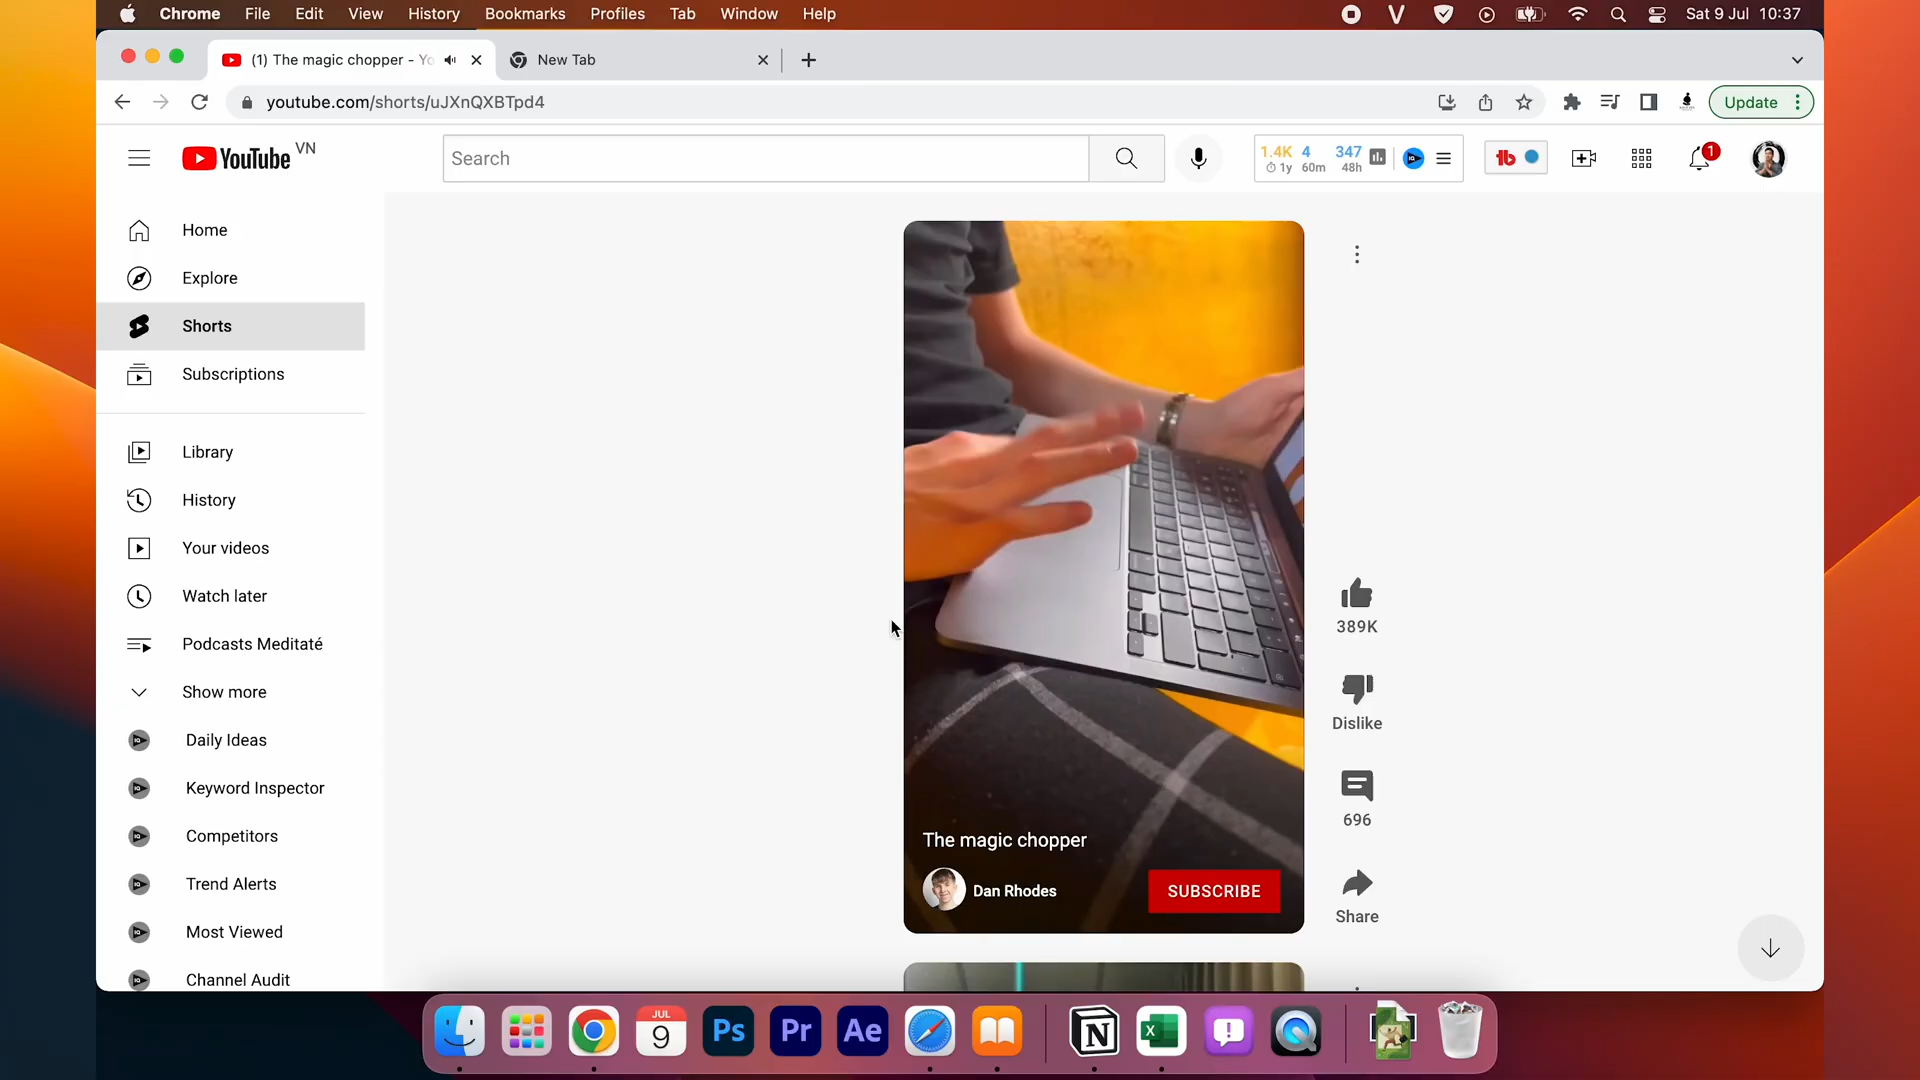 Chrome File Edit View History Bookmarks Profiles Tab Window Help
V Sat 9 Jul 10:37
(1) The magic chopper - Yo
New Tab
youtube.com/shorts/uJXnQXBTpd4
Update
YouTube VN
Search
1.4K 4 347
1y 60m 48h
tb
1
Home
Explore
Shorts
Subscriptions
Library
History
Your videos
Watch later
Podcasts Meditaté
Show more
Daily Ideas
Keyword Inspector
Competitors
Trend Alerts
Most Viewed
Channel Audit
389K
Dislike
696
Share
The magic chopper
Dan Rhodes
SUBSCRIBE
JUL
9
Ps
Pr
Ae
N
X